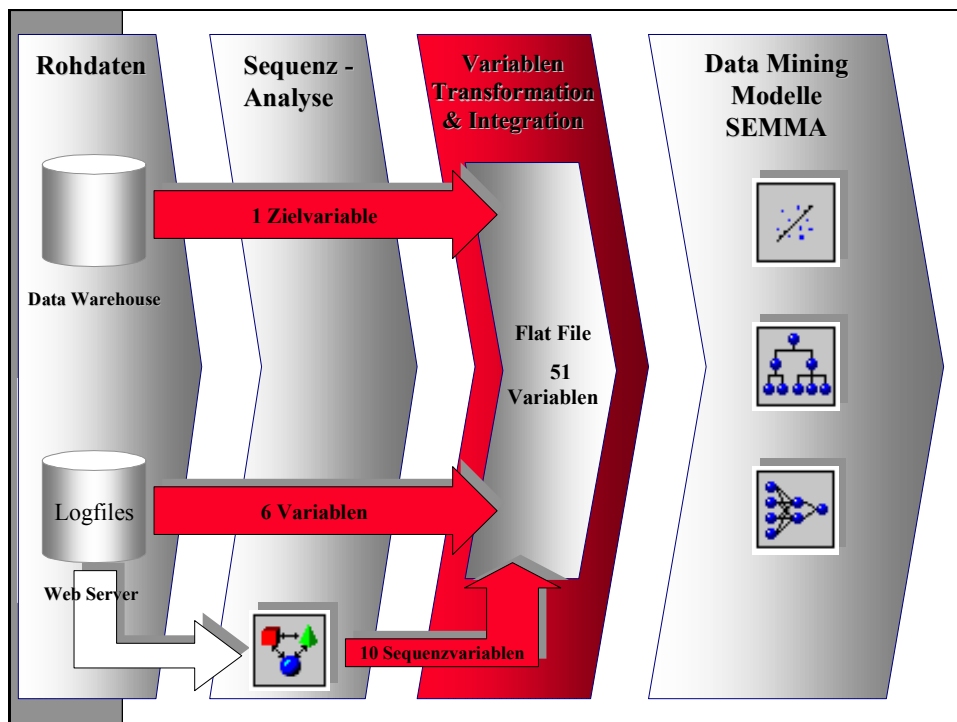 Rohdaten
Sequenz -
Analyse
Variablen
Transformation
& Integration
Data Mining
Modelle
SEMMA
1 Zielvariable
Data Warehouse
Flat File
51
Variablen
Logfiles
6 Variablen
Web Server
10 Sequenzvariablen